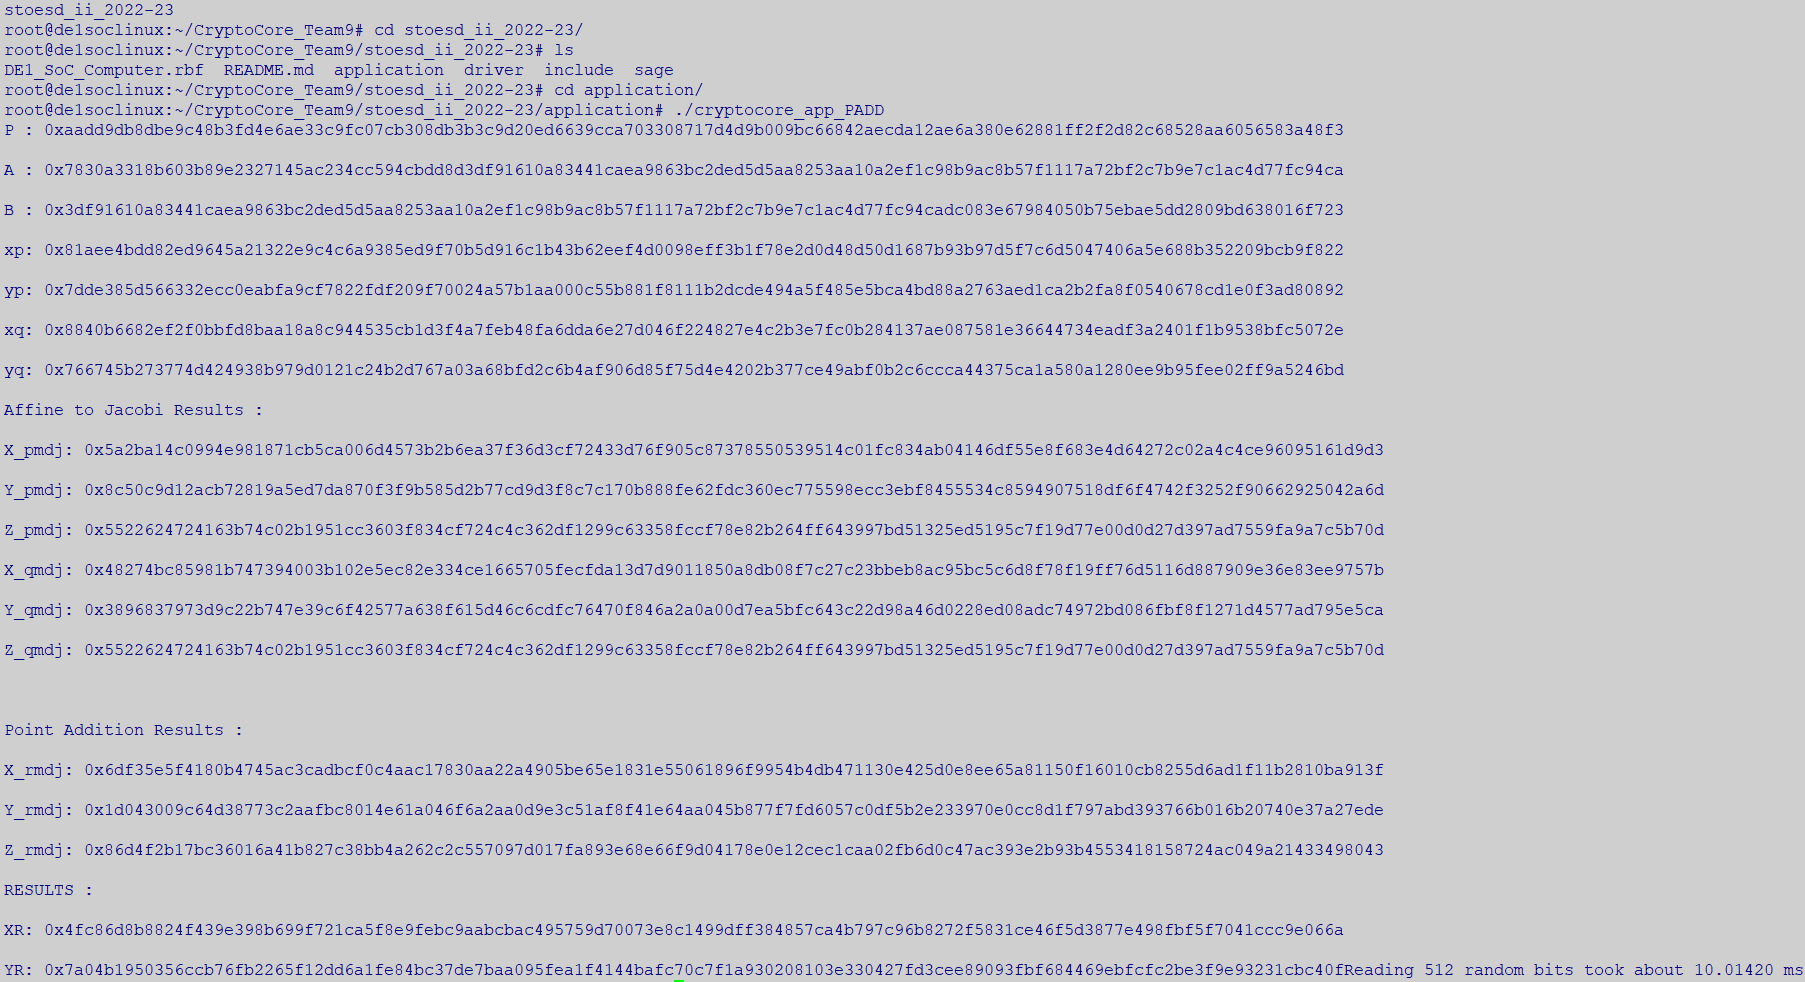 stoesd_ii_2022-23
root@de1soclinux:~/CryptoCore_Team9# cd stoesd_ii_2022-23/
root@de1soclinux:~/CryptoCore_Team9/stoesd_ii_2022-23# ls
DE1_SoC_Computer.rbf  README.md  application  driver  include  sage
root@de1soclinux:~/CryptoCore_Team9/stoesd_ii_2022-23# cd application/
root@de1soclinux:~/CryptoCore_Team9/stoesd_ii_2022-23/application# ./cryptocore_app_PADD
P : 0xaadd9db8dbe9c48b3fd4e6ae33c9fc07cb308db3b3c9d20ed6639cca703308717d4d9b009bc66842aecda12ae6a380e62881ff2f2d82c68528aa6056583a48f3
A : 0x7830a3318b603b89e2327145ac234cc594cbdd8d3df91610a83441caea9863bc2ded5d5aa8253aa10a2ef1c98b9ac8b57f1117a72bf2c7b9e7c1ac4d77fc94ca
B : 0x3df91610a83441caea9863bc2ded5d5aa8253aa10a2ef1c98b9ac8b57f1117a72bf2c7b9e7c1ac4d77fc94cadc083e67984050b75ebae5dd2809bd638016f723
xp: 0x81aee4bdd82ed9645a21322e9c4c6a9385ed9f70b5d916c1b43b62eef4d0098eff3b1f78e2d0d48d50d1687b93b97d5f7c6d5047406a5e688b352209bcb9f822
yp: 0x7dde385d566332ecc0eabfa9cf7822fdf209f70024a57b1aa000c55b881f8111b2dcde494a5f485e5bca4bd88a2763aed1ca2b2fa8f0540678cd1e0f3ad80892
xq: 0x8840b6682ef2f0bbfd8baa18a8c944535cb1d3f4a7feb48fa6dda6e27d046f224827e4c2b3e7fc0b284137ae087581e36644734eadf3a2401f1b9538bfc5072e
yq: 0x766745b273774d424938b979d0121c24b2d767a03a68bfd2c6b4af906d85f75d4e4202b377ce49abf0b2c6ccca44375ca1a580a1280ee9b95fee02ff9a5246bd
Affine to Jacobi Results :
X_pmdj: 0x5a2ba14c0994e981871cb5ca006d4573b2b6ea37f36d3cf72433d76f905c87378550539514c01fc834ab04146df55e8f683e4d64272c02a4c4ce96095161d9d3
Y_pmdj: 0x8c50c9d12acb72819a5ed7da870f3f9b585d2b77cd9d3f8c7c170b888fe62fdc360ec775598ecc3ebf8455534c8594907518df6f4742f3252f90662925042a6d
Z_pmdj: 0x5522624724163b74c02b1951cc3603f834cf724c4c362df1299c63358fccf78e82b264ff643997bd51325ed5195c7f19d77e00d0d27d397ad7559fa9a7c5b70d
X_qmdj: 0x48274bc85981b747394003b102e5ec82e334ce1665705fecfda13d7d9011850a8db08f7c27c23bbeb8ac95bc5c6d8f78f19ff76d5116d887909e36e83ee9757b
Y_qmdj: 0x3896837973d9c22b747e39c6f42577a638f615d46c6cdfc76470f846a2a0a00d7ea5bfc643c22d98a46d0228ed08adc74972bd086fbf8f1271d4577ad795e5ca
Z_qmdj: 0x5522624724163b74c02b1951cc3603f834cf724c4c362df1299c63358fccf78e82b264ff643997bd51325ed5195c7f19d77e00d0d27d397ad7559fa9a7c5b70d
Point Addition Results :
X_rmdj: 0x6df35e5f4180b4745ac3cadbcf0c4aac17830aa22a4905be65e1831e55061896f9954b4db471130e425d0e8ee65a81150f16010cb8255d6ad1f11b2810ba913f
Y_rmdj: 0x1d043009c64d38773c2aafbc8014e61a046f6a2aa0d9e3c51af8f41e64aa045b877f7fd6057c0df5b2e233970e0cc8d1f797abd393766b016b20740e37a27ede
Z_rmdj: 0x86d4f2b17bc36016a41b827c38bb4a262c2c557097d017fa893e68e66f9d04178e0e12cec1caa02fb6d0c47ac393e2b93b4553418158724ac049a21433498043
RESULTS :
XR: 0x4fc86d8b8824f439e398b699f721ca5f8e9febc9aabcbac495759d70073e8c1499dff384857ca4b797c96b8272f5831ce46f5d3877e498fbf5f7041ccc9e066a
YR: 0x7a04b1950356ccb76fb2265f12dd6a1fe84bc37de7baa095fea1f4144bafc70c7f1a930208103e330427fd3cee89093fbf684469ebfcfc2be3f9e93231cbc40fReading 512 random bits took about 10.01420 ms